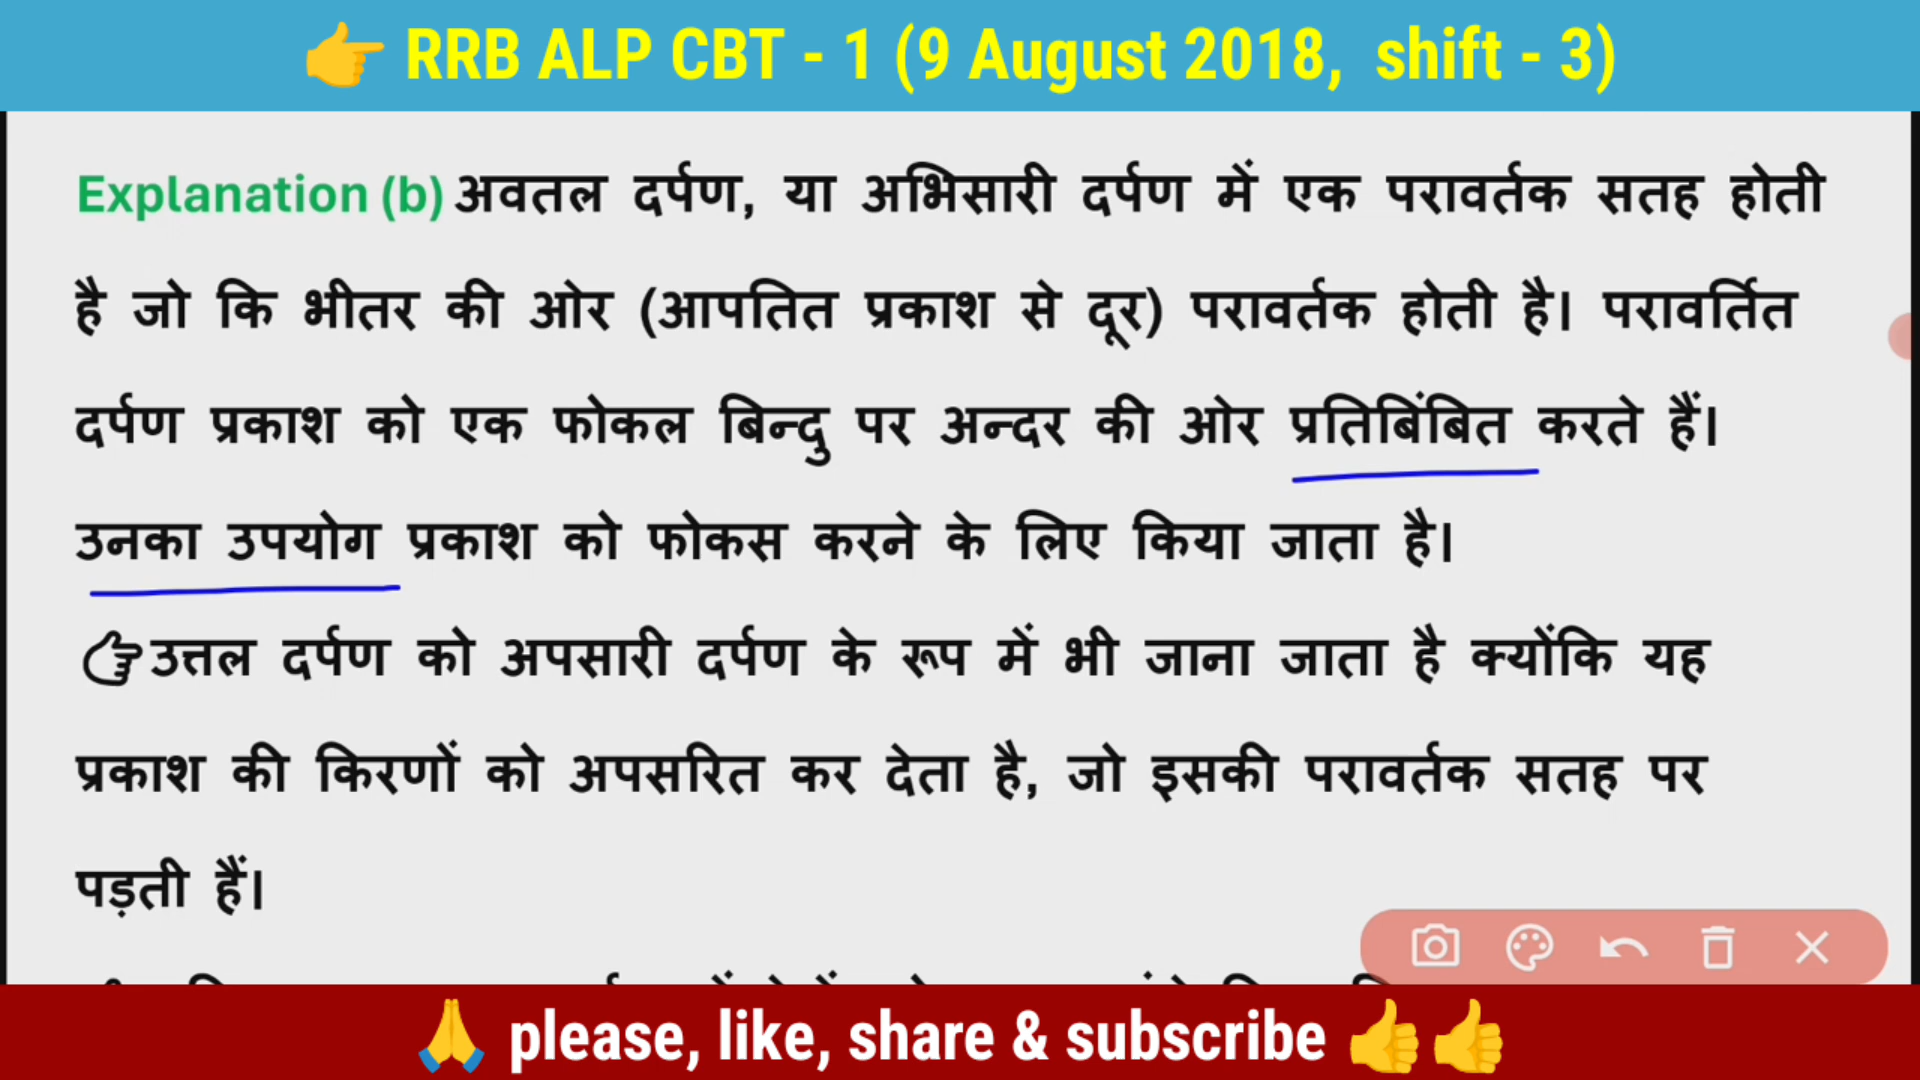 👉 RRB ALP CBT - 1 (9 August 2018, shift - 3)
Explanation (b) अवतल दर्पण, या अभिसारी दर्पण में एक परावर्तक सतह होती
है जो कि भीतर की ओर (आपतित प्रकाश से दूर) परावर्तक होती है। परावर्तित
दर्पण प्रकाश को एक फोकल बिन्दु पर अन्दर की ओर प्रतिबिंबित करते हैं।
उनका उपयोग प्रकाश को फोकस करने के लिए किया जाता है।
👉उत्तल दर्पण को अपसारी दर्पण के रूप में भी जाना जाता है क्योंकि यह
प्रकाश की किरणों को अपसरित कर देता है, जो इसकी परावर्तक सतह पर
पड़ती हैं।
🙏 please, like, share & subscribe 👍👍